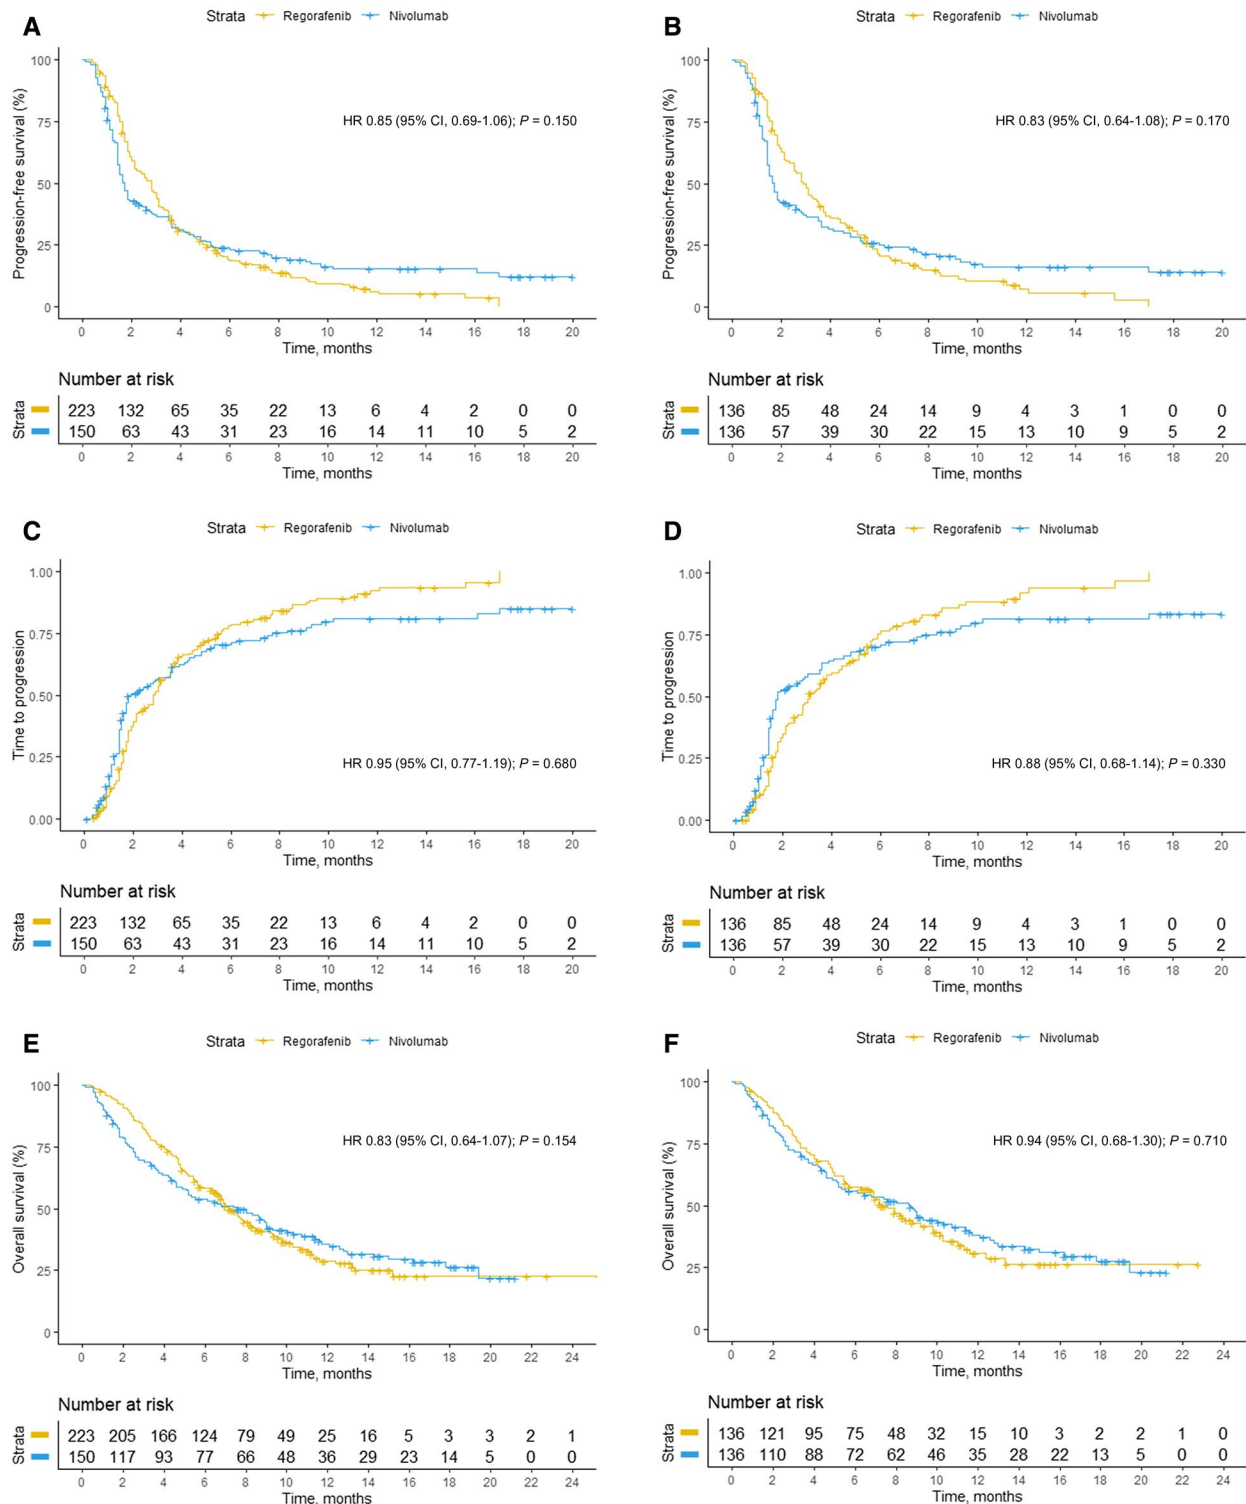 A
Strata Regorafenib Nivolumab
Progression-free survival (%)
100
75
50
25
0
HR 0.85 (95% CI, 0.69-1.06); P = 0.150
0 2 4 6 8 10 12 14 16 18 20
Time, months
Number at risk
Strata
223 132 65 35 22 13 6 4 2 0 0
150 63 43 31 23 16 14 11 10 5 2
0 2 4 6 8 10 12 14 16 18 20
Time, months
B
Strata Regorafenib Nivolumab
Progression-free survival (%)
100
75
50
25
0
HR 0.83 (95% CI, 0.64-1.08); P = 0.170
0 2 4 6 8 10 12 14 16 18 20
Time, months
Number at risk
Strata
136 85 48 24 14 9 4 3 1 0 0
136 57 39 30 22 15 13 10 9 5 2
0 2 4 6 8 10 12 14 16 18 20
Time, months
C
Strata Regorafenib Nivolumab
Time to progression
1.00
0.75
0.50
0.25
0.00
HR 0.95 (95% CI, 0.77-1.19); P = 0.680
0 2 4 6 8 10 12 14 16 18 20
Time, months
Number at risk
Strata
223 132 65 35 22 13 6 4 2 0 0
150 63 43 31 23 16 14 11 10 5 2
0 2 4 6 8 10 12 14 16 18 20
Time, months
D
Strata Regorafenib Nivolumab
Time to progression
1.00
0.75
0.50
0.25
0.00
HR 0.88 (95% CI, 0.68-1.14); P = 0.330
0 2 4 6 8 10 12 14 16 18 20
Time, months
Number at risk
Strata
136 85 48 24 14 9 4 3 1 0 0
136 57 39 30 22 15 13 10 9 5 2
0 2 4 6 8 10 12 14 16 18 20
Time, months
E
Strata Regorafenib Nivolumab
Overall survival (%)
100
75
50
25
0
HR 0.83 (95% CI, 0.64-1.07); P = 0.154
0 2 4 6 8 10 12 14 16 18 20 22 24
Time, months
Number at risk
Strata
223 205 166 124 79 49 25 16 5 3 3 2 1
150 117 93 77 66 48 36 29 23 14 5 0 0
0 2 4 6 8 10 12 14 16 18 20 22 24
Time, months
F
Strata Regorafenib Nivolumab
Overall survival (%)
100
75
50
25
0
HR 0.94 (95% CI, 0.68-1.30); P = 0.710
0 2 4 6 8 10 12 14 16 18 20 22 24
Time, months
Number at risk
Strata
136 121 95 75 48 32 15 10 3 2 2 1 0
136 110 88 72 62 46 35 28 22 13 5 0 0
0 2 4 6 8 10 12 14 16 18 20 22 24
Time, months